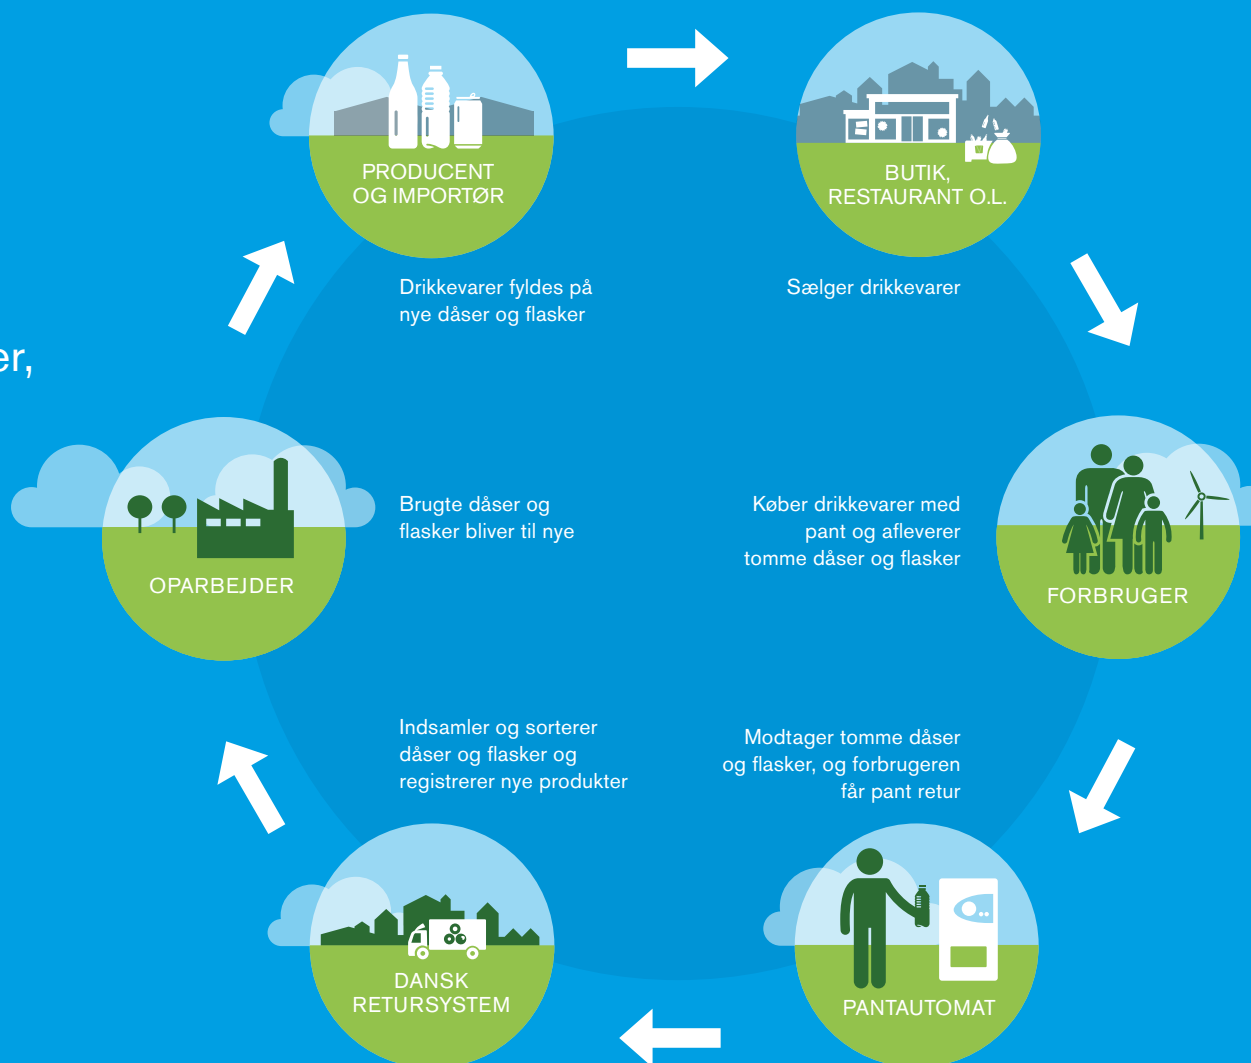 PRODUCENT
OG IMPORTØR
Drikkevarer fyldes på
nye dåser og flasker
BUTIK,
RESTAURANT O.L.
Sælger drikkevarer
FORBRUGER
Køber drikkevarer med
pant og afleverer
tomme dåser og flasker
Modtager tomme dåser
og flasker, og forbrugeren
får pant retur
PANTAUTOMAT
Indsamler og sorterer
dåser og flasker og
registrerer nye produkter
DANSK
RETURSYSTEM
Brugte dåser og
flasker bliver til nye
OPARBEJDER
er,